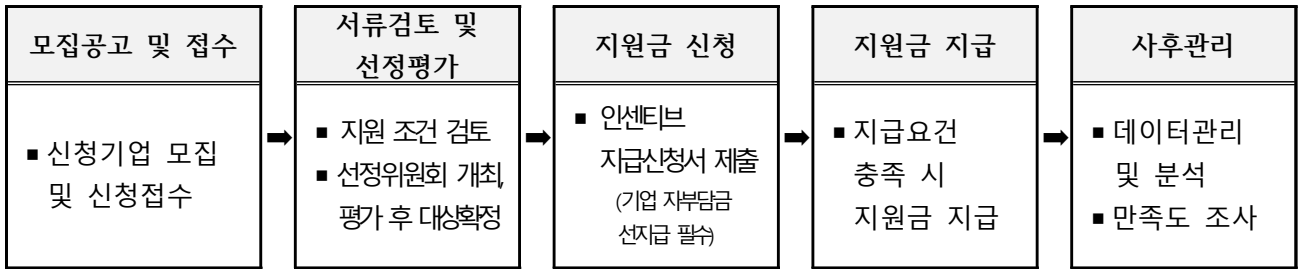 모집공고 및 접수
■ 신청기업 모집
및 신청접수
➡
서류검토 및
선정평가
■ 지원 조건 검토
■ 선정위원회 개최,
평가 후 대상확정
➡
지원금 신청
■ 인센티브
지급신청서 제출
(기업 자부담금
선지급 필수)
➡
지원금 지급
■ 지급요건
충족 시
지원금 지급
➡
사후관리
■ 데이터관리
및 분석
■ 만족도 조사